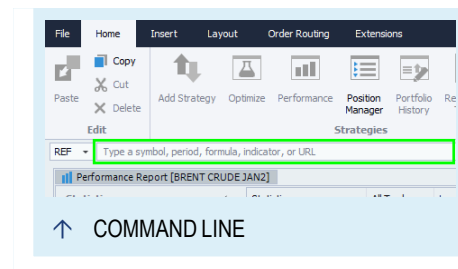 File Home Insert Layout Order Routing Extensions
Copy
Cut
Paste Delete Add Strategy Optimize Performance Position Manager Portfolio History
Edit Strategies
REF Type a symbol, period, formula, indicator, or URL
Performance Report [BRENT CRUDE JAN2]
COMMAND LINE